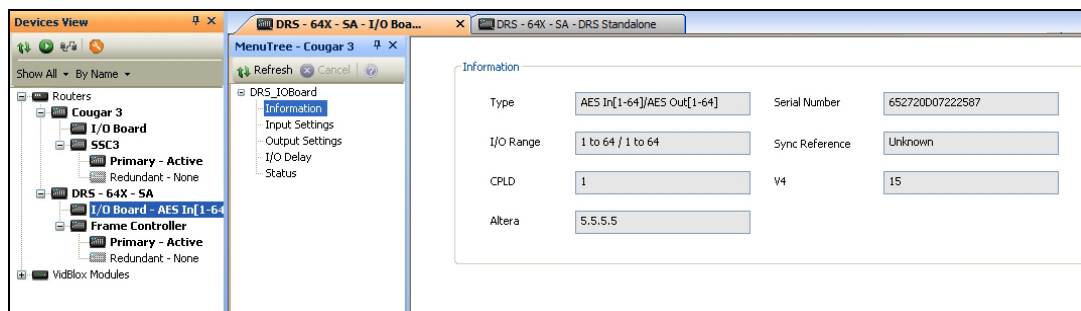 Devices View
Show All By Name
Routers
Cougar 3
I/O Board
SSC3
Primary - Active
Redundant - None
DRS - 64X - SA
I/O Board - AES In[1-64
Frame Controller
Primary - Active
Redundant - None
VidBlox Modules
DRS - 64X - SA - I/O Boa...
DRS - 64X - SA - DRS Standalone
MenuTree - Cougar 3
Refresh Cancel
DRS_IOBoard
Information
Input Settings
Output Settings
I/O Delay
Status
Information
Type AES In[1-64]/AES Out[1-64] Serial Number 652720D07222587
I/O Range 1 to 64 / 1 to 64 Sync Reference Unknown
CPLD 1 V4 15
Altera 5.5.5.5